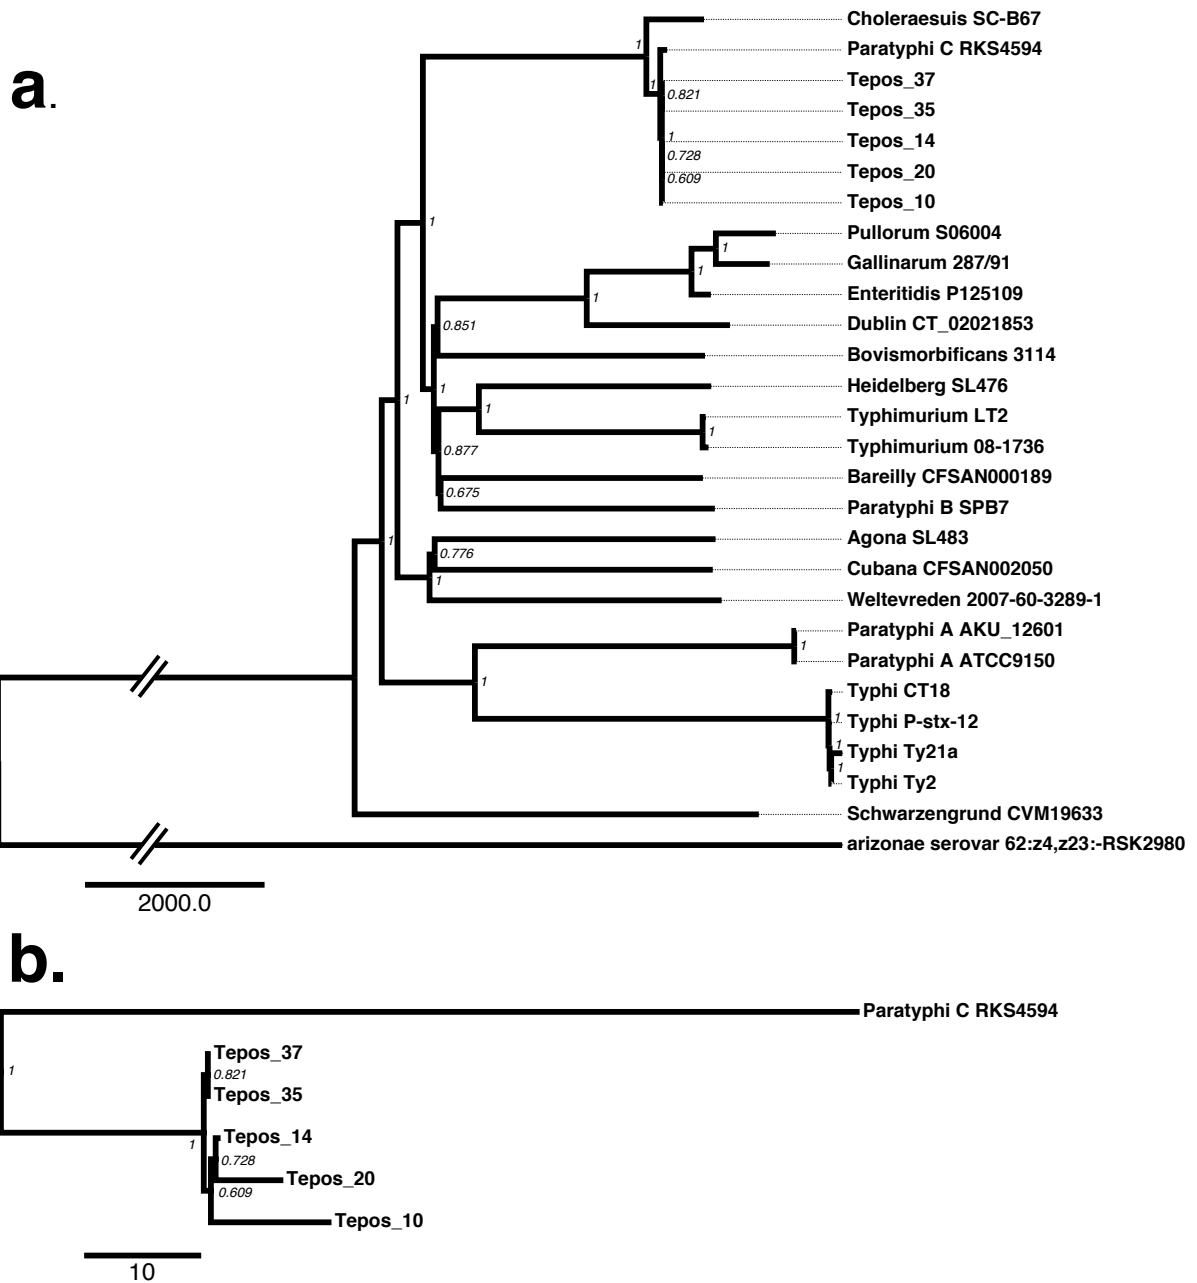 a.
Choleraesuis SC-B67
1
Paratyphi C RKS4594
Tepos_37
1
0.821
Tepos_35
1
Tepos_14
0.728
Tepos_20
0.609
Tepos_10
1
Pullorum S06004
1
Gallinarum 287/91
1
Enteritidis P125109
1
Dublin CT_02021853
0.851
Bovismorbificans 3114
1
Heidelberg SL476
1
1
Typhimurium LT2
1
Typhimurium 08-1736
0.877
Bareilly CFSAN000189
0.675
Paratyphi B SPB7
1
Agona SL483
0.776
Cubana CFSAN002050
1
Weltevreden 2007-60-3289-1
Paratyphi A AKU_12601
1
Paratyphi A ATCC9150
1
Typhi CT18
1
Typhi P-stx-12
1
Typhi Ty21a
1
Typhi Ty2
Schwarzengrund CVM19633
arizonae serovar 62:z4,z23:-RSK2980
2000.0
b.
Paratyphi C RKS4594
1
Tepos_37
0.821
Tepos_35
1
Tepos_14
0.728
Tepos_20
0.609
Tepos_10
10